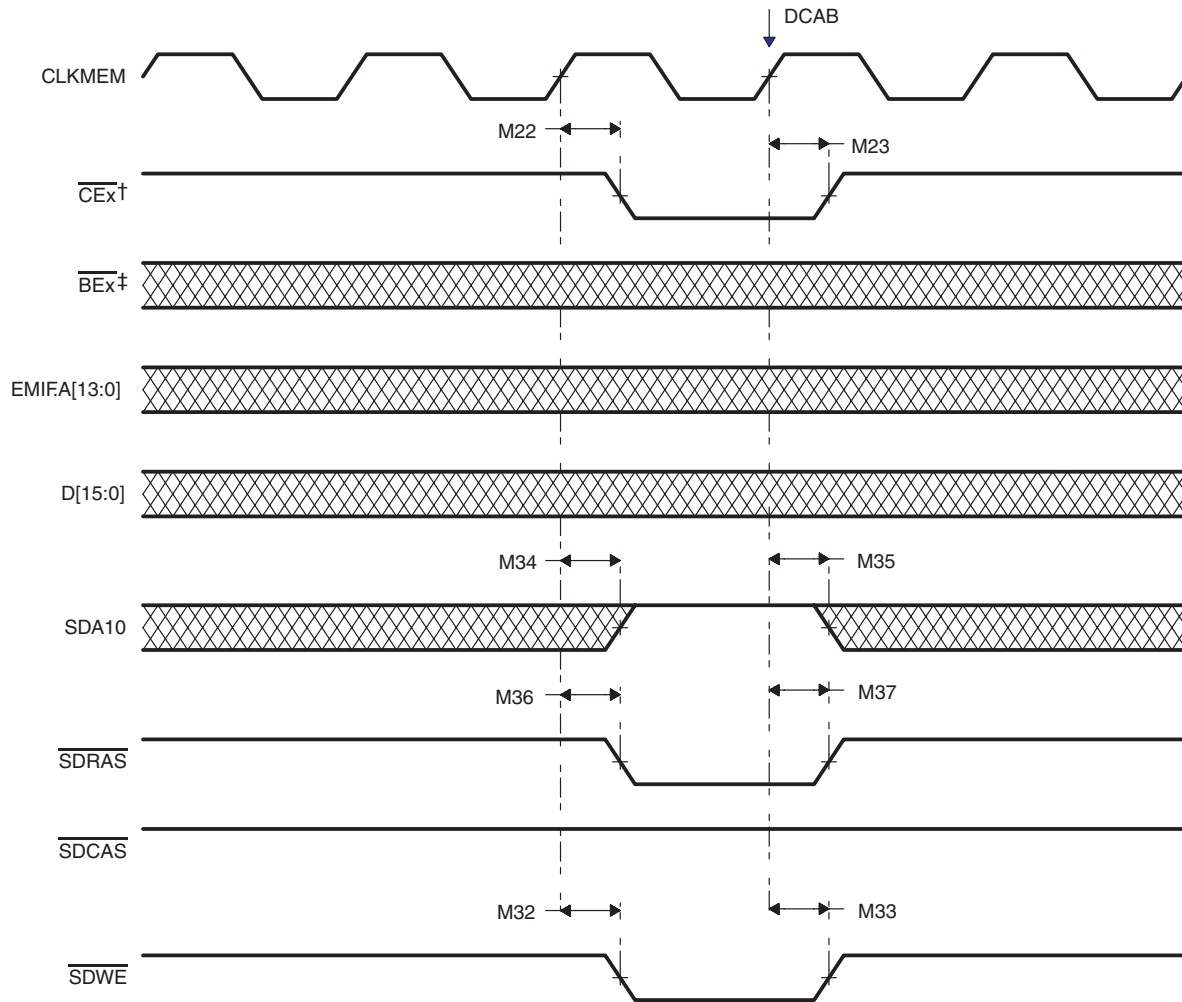 DCAB
CLKMEM
M22
M23
CEx†
BEx‡
EMIF.A[13:0]
D[15:0]
M34
M35
SDA10
M36
M37
SDRAS
SDCAS
M32
M33
SDWE